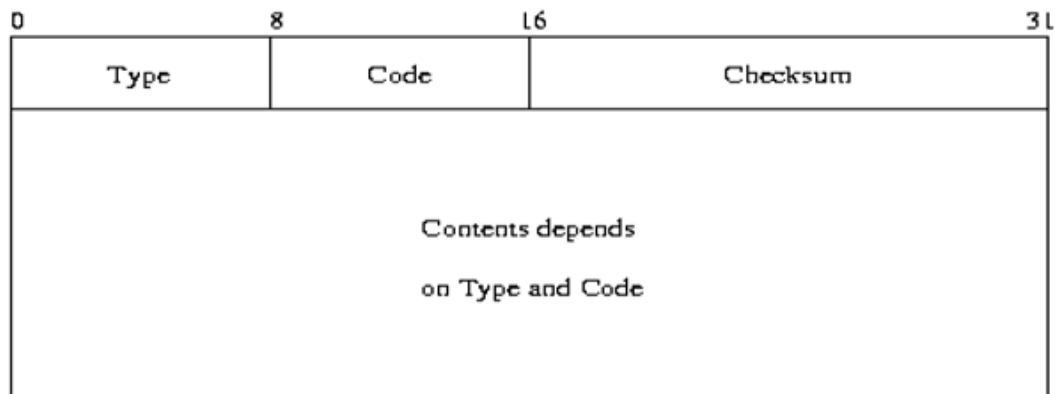 0 8 16 31
Type Code Checksum
Contents depends
on Type and Code